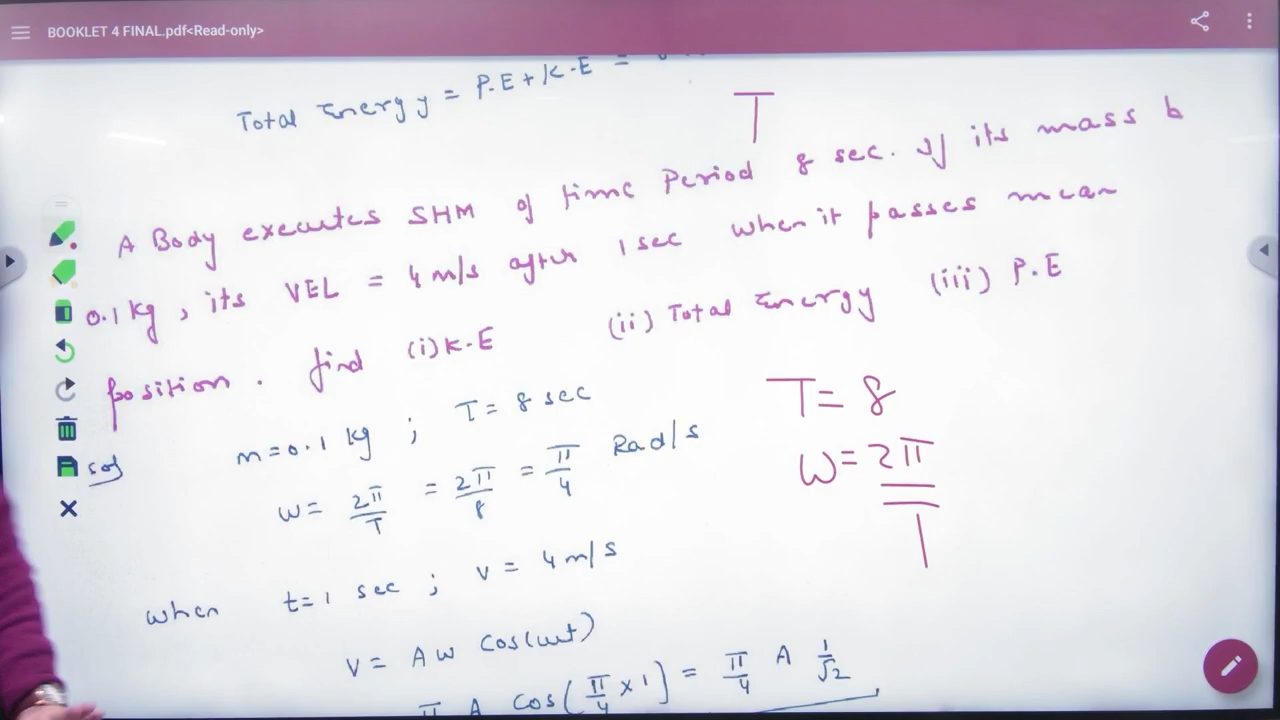 BOOKLET 4 FINAL.pdf<Read-only>
Total Energy = P.E + K.E =
T
A Body executes SHM of time Period 8 sec. If its mass b
0.1 kg, its VEL = 4 m/s after 1 sec when it passes mean
position. find (i) K.E (ii) Total Energy (iii) P.E
sol m = 0.1 kg ; T = 8 sec
T = 8
ω = 2π/T = 2π/8 = π/4 Rad/s
ω = 2π/T
when t = 1 sec ; v = 4 m/s
V = A ω Cos(ωt)
π A Cos(π/4 × 1) = π/4 A 1/√2